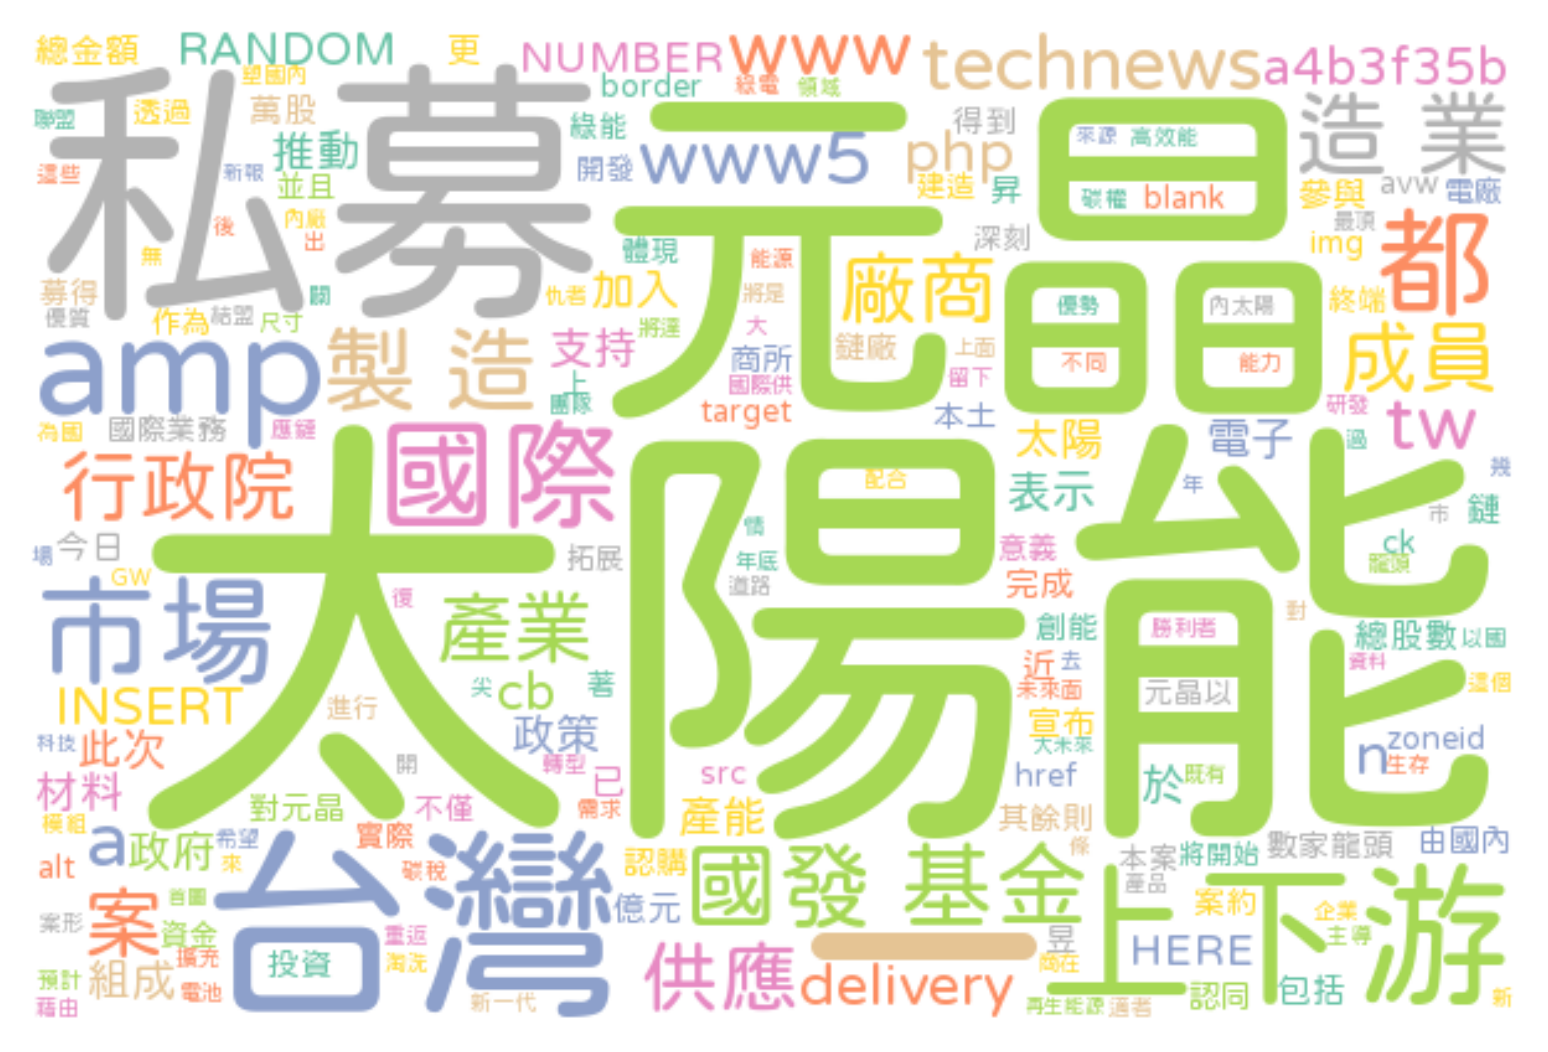 總金額 RANDOM 更 NUMBER www technews a4b3f35b
塑國內 border 綠電 領域
聯盟 透過 萬股 綠能 得到 來源 高效能 造 業
私募 推動 開發 www5 php 元晶
這些 新報 並且 建造 昇 碳權 blank 參與 avw 電廠
後 內廠 出 體現 深刻 最頂 img 都
無 能源 廠商
募得 優質 關 仇者 加入 將是 優勢 內太陽 終端
作為 結盟 尺寸 將達 大
amp 製 造 支持 商所 鏈廠 上面 不同 能力 成員
上 團隊 國際供 留下 研發
target 本土 tw
為國 國際業務 應鏈 國際 太陽 電子 過
行政院 太陽能 配合 表示 年 幾 鏈
場 今日 情 市 ck
拓展 年底 意義 龍頭
GW 道路 完成
市場 復 產業 對
創能 勝利者 總股數 以國
INSERT 尖 cb 著 近 去 資料
進行 未來面 元晶以 這個
科技 此次 政策 宣布 大未來 zoneid
開 轉型 n 生存
材料 已 src href 於 既有
對元晶 不僅 需求 產能 其餘則
模組 a 政府 希望 實際 條 數家龍頭 由國內
alt 來 碳稅 認購 本案 將開始
首圖 台灣 國發 基金 產品 上下游
案形 案 億元 案約 企業
資金 重返 昱 HERE 主導
擴充 投資 淘洗 供應 尚在
預計 組成 電池 delivery 認同 包括
藉由 新一代 再生能源 適者 新